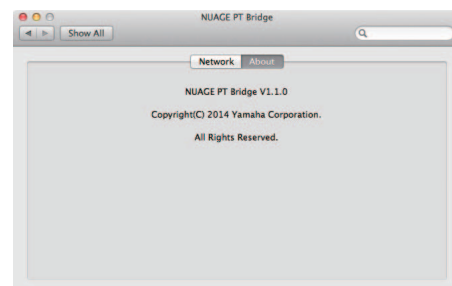 NUAGE PT Bridge
Show All
Network About
NUAGE PT Bridge V1.1.0
Copyright(C) 2014 Yamaha Corporation.
All Rights Reserved.